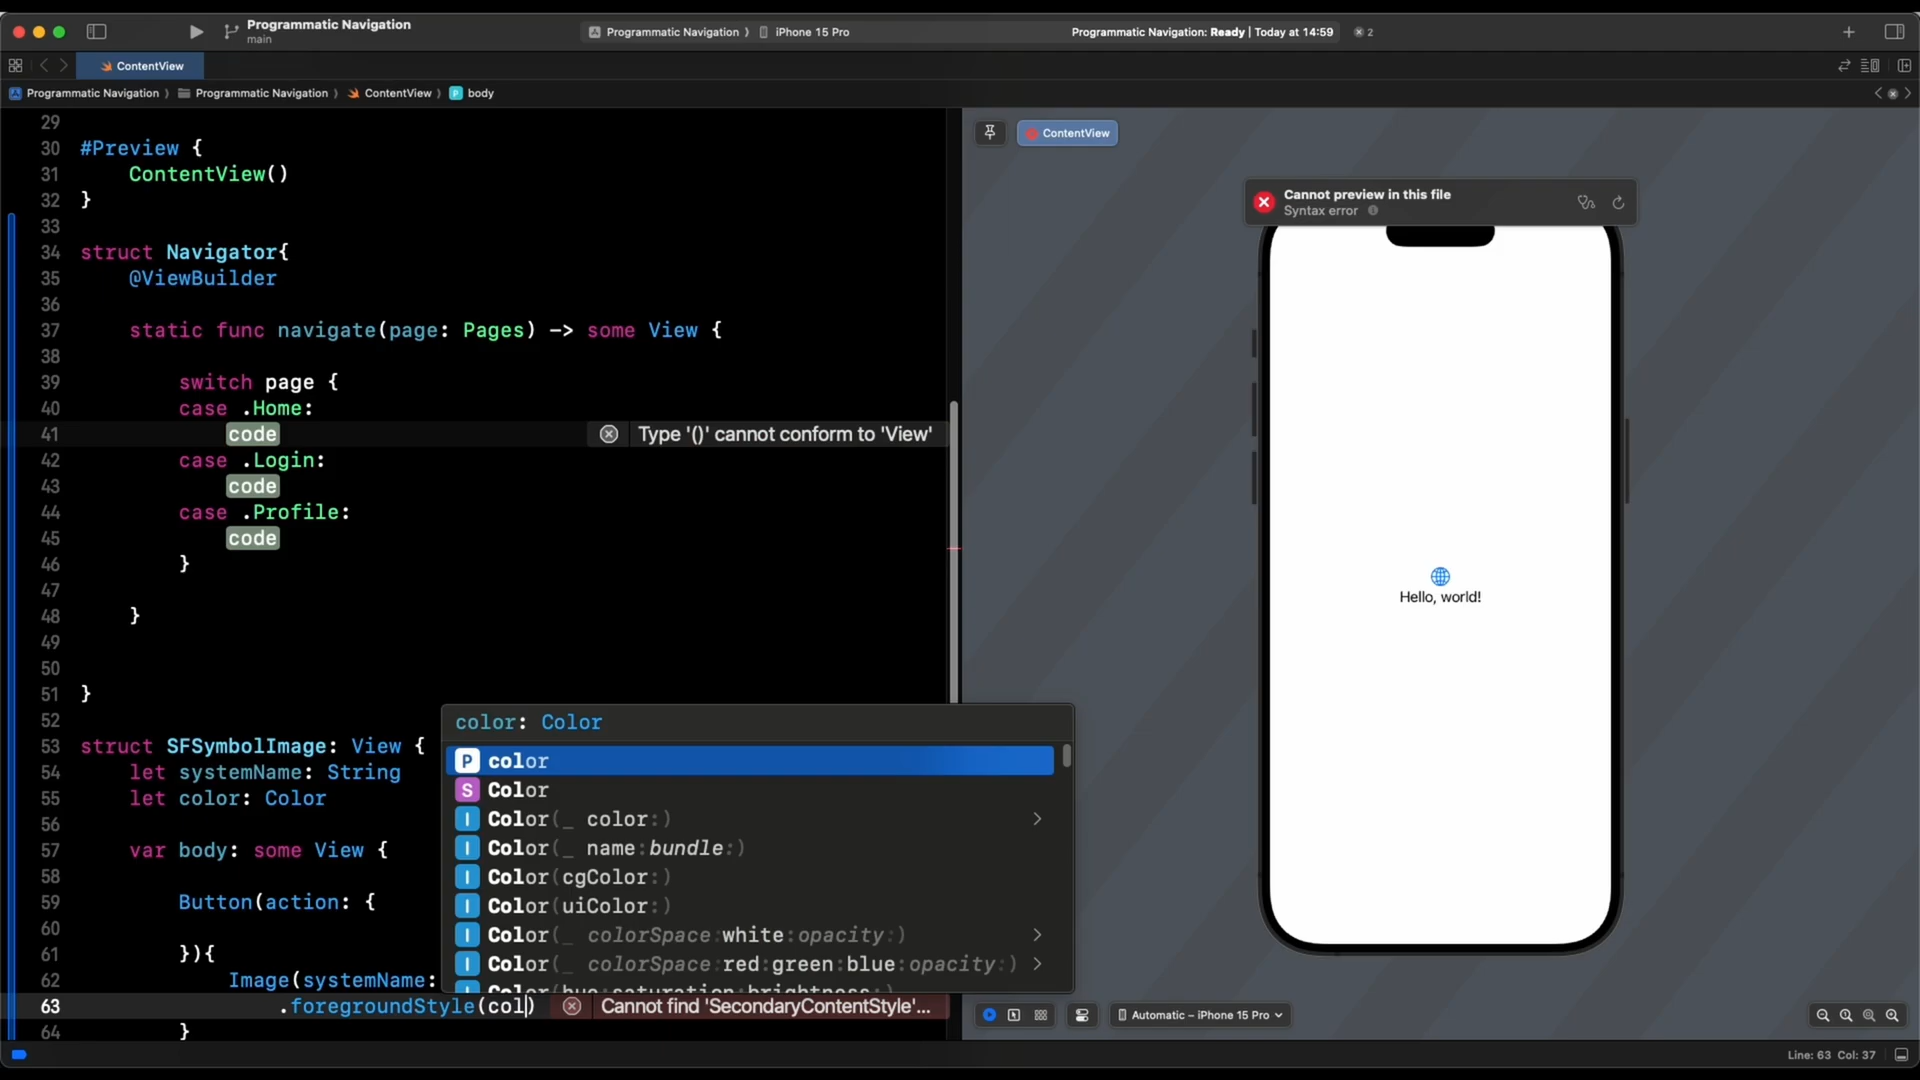 Programmatic Navigation
main
Programmatic Navigation 〉 iPhone 15 Pro
Programmatic Navigation: Ready | Today at 14:59
2
ContentView
Programmatic Navigation 〉 Programmatic Navigation 〉 ContentView 〉 P body
29
30 #Preview {
31 ContentView()
32 }
33
34 struct Navigator{
35 @ViewBuilder
36
37 static func navigate(page: Pages) -> some View {
38
39 switch page {
40 case .Home:
41 code
Type '()' cannot conform to 'View'
42 case .Login:
43 code
44 case .Profile:
45 code
46 }
47
48 }
49
50
51 }
52
53 struct SFSymbolImage: View {
54 let systemName: String
55 let color: Color
56
57 var body: some View {
58
59 Button(action: {
60
61 }){
62 Image(systemName:
63 .foregroundStyle(col)
Cannot find 'SecondaryContentStyle'...
64 }
color: Color
P color
S Color
I Color(_ color:)
I Color(_ name:bundle:)
I Color(cgColor:)
I Color(uiColor:)
I Color(_ colorSpace:white:opacity:)
I Color(_ colorSpace:red:green:blue:opacity:)
I Color(hue:saturation:brightness:)
ContentView
Cannot preview in this file
Syntax error
Hello, world!
Automatic – iPhone 15 Pro
Line: 63 Col: 37